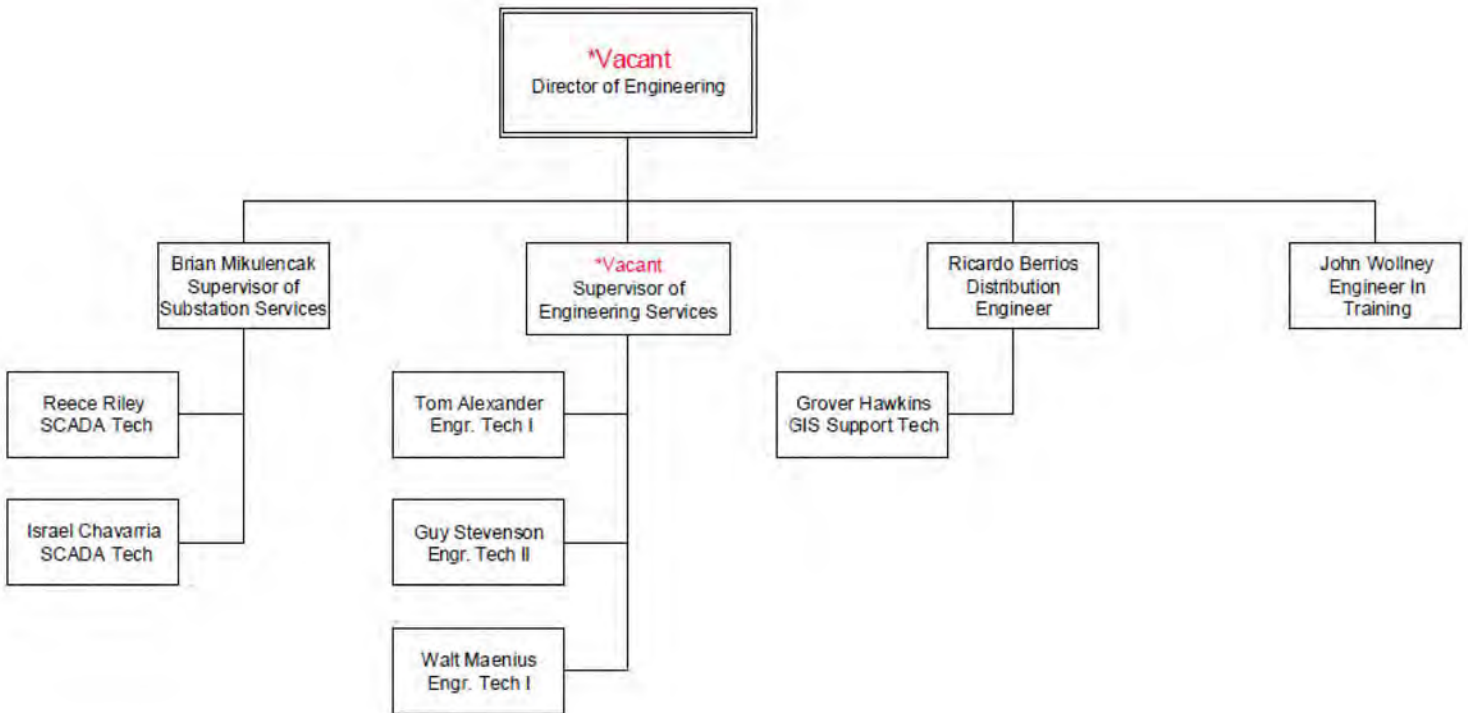 *Vacant
Director of Engineering
Brian Mikulencak
Supervisor of
Substation Services
*Vacant
Supervisor of
Engineering Services
Ricardo Berrios
Distribution
Engineer
John Wollney
Engineer In
Training
Reece Riley
SCADA Tech
Tom Alexander
Engr. Tech I
Grover Hawkins
GIS Support Tech
Israel Chavarria
SCADA Tech
Guy Stevenson
Engr. Tech II
Walt Maenius
Engr. Tech I